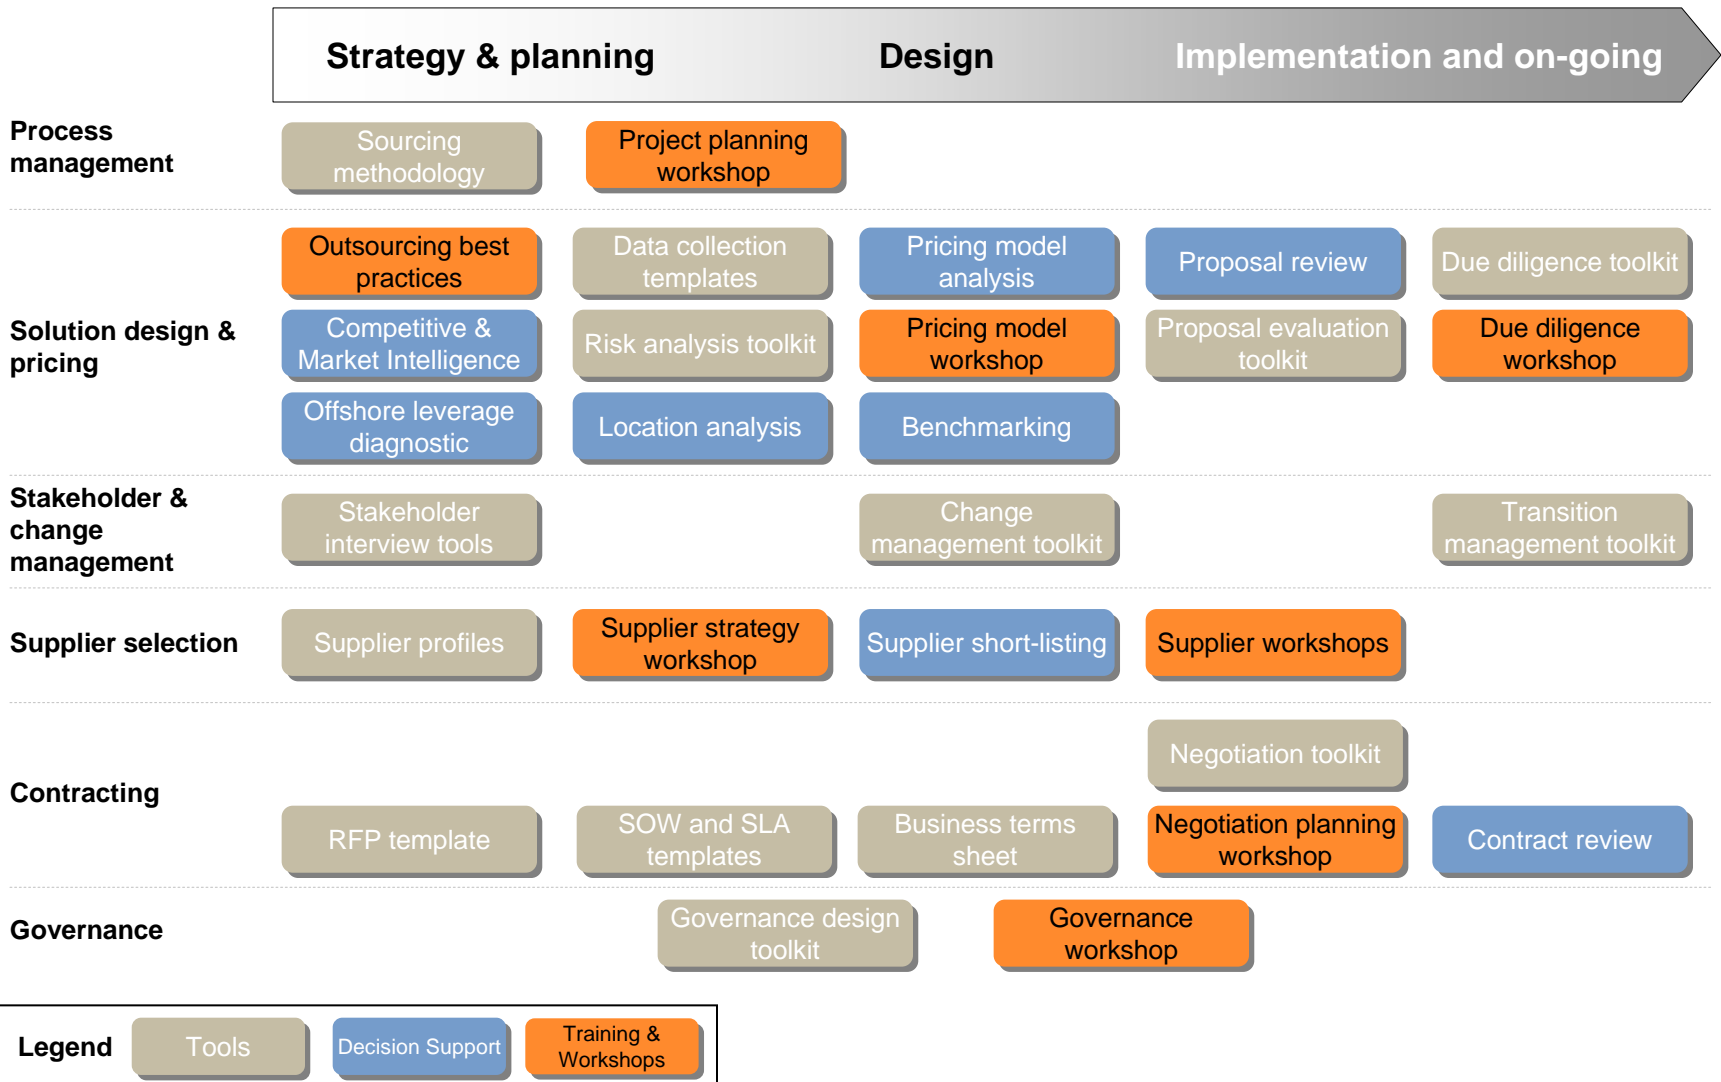 Strategy & planning
Design
Implementation and on-going
Process
management
Sourcing
methodology
Project planning
workshop
Solution design &
pricing
Outsourcing best
practices
Data collection
templates
Pricing model
analysis
Proposal review
Due diligence toolkit
Competitive &
Market Intelligence
Risk analysis toolkit
Pricing model
workshop
Proposal evaluation
toolkit
Due diligence
workshop
Offshore leverage
diagnostic
Location analysis
Benchmarking
Stakeholder &
change
management
Stakeholder
interview tools
Change
management toolkit
Transition
management toolkit
Supplier selection
Supplier profiles
Supplier strategy
workshop
Supplier short-listing
Supplier workshops
Contracting
Negotiation toolkit
RFP template
SOW and SLA
templates
Business terms
sheet
Negotiation planning
workshop
Contract review
Governance
Governance design
toolkit
Governance
workshop
Legend
Tools
Decision Support
Training &
Workshops